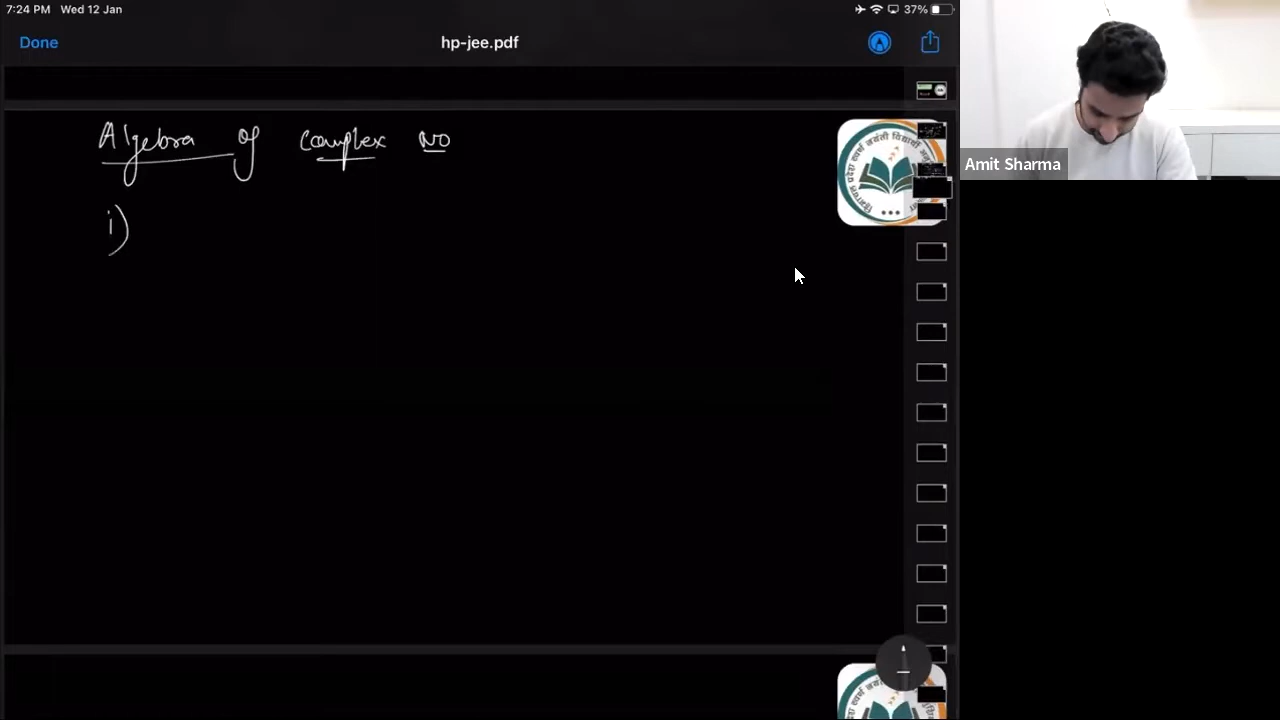 7:24 PM Wed 12 Jan 37%
Done hp-jee.pdf
Algebra of complex no
i)
Amit Sharma